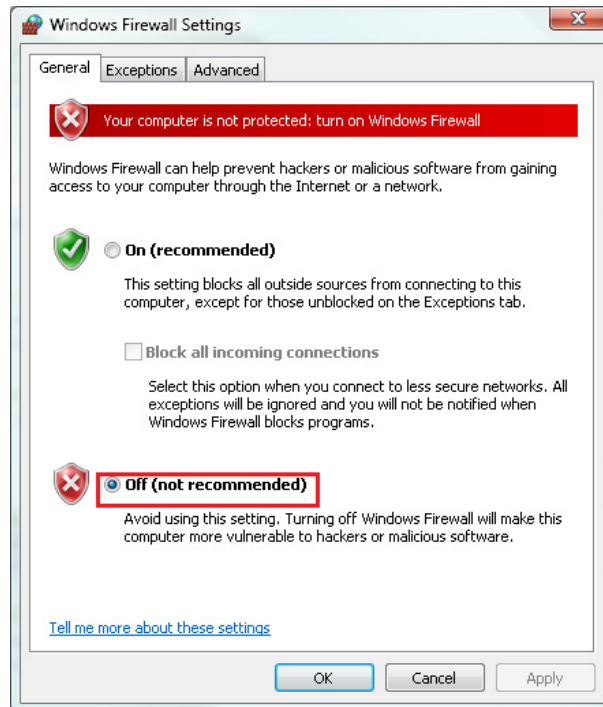 Windows Firewall Settings
General Exceptions Advanced
Your computer is not protected: turn on Windows Firewall
Windows Firewall can help prevent hackers or malicious software from gaining
access to your computer through the Internet or a network.
On (recommended)
This setting blocks all outside sources from connecting to this
computer, except for those unblocked on the Exceptions tab.
Block all incoming connections
Select this option when you connect to less secure networks. All
exceptions will be ignored and you will not be notified when
Windows Firewall blocks programs.
Off (not recommended)
Avoid using this setting. Turning off Windows Firewall will make this
computer more vulnerable to hackers or malicious software.
Tell me more about these settings
OK Cancel Apply